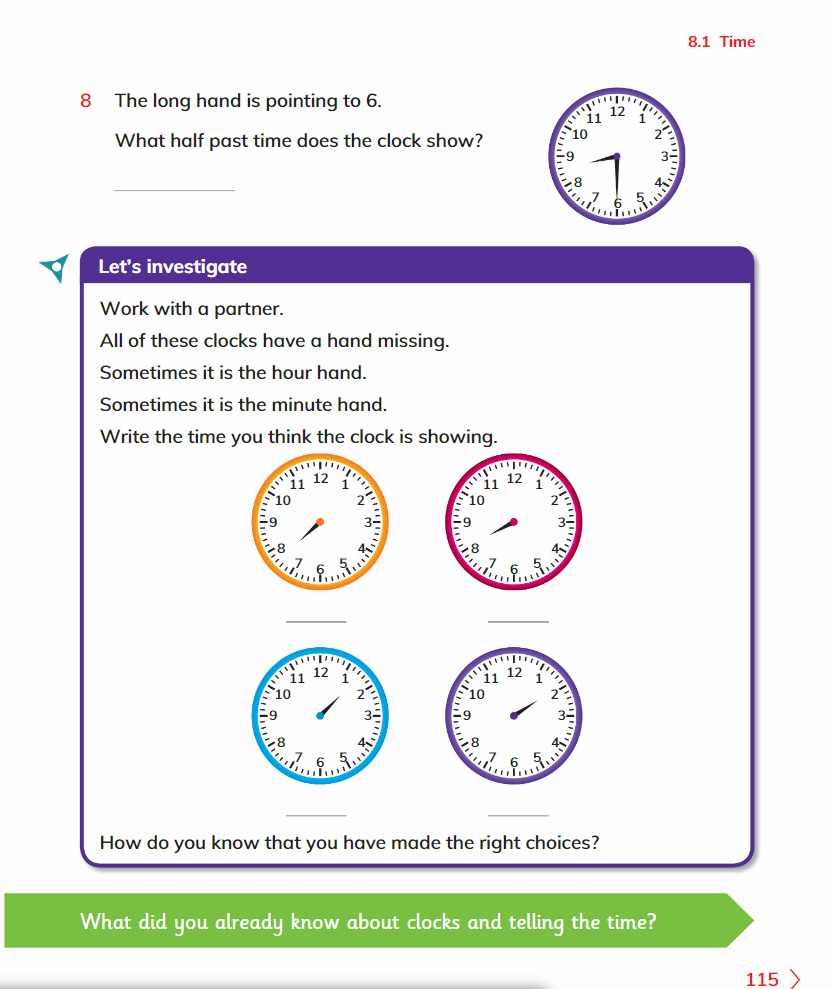 8.1 Time
8 The long hand is pointing to 6.
What half past time does the clock show?
12 1 2 3 4 5 6 7 8 9 10 11
Let's investigate
Work with a partner.
All of these clocks have a hand missing.
Sometimes it is the hour hand.
Sometimes it is the minute hand.
Write the time you think the clock is showing.
12 1 2 3 4 5 6 7 8 9 10 11
12 1 2 3 4 5 6 7 8 9 10 11
12 1 2 3 4 5 6 7 8 9 10 11
12 1 2 3 4 5 6 7 8 9 10 11
How do you know that you have made the right choices?
What did you already know about clocks and telling the time?
115